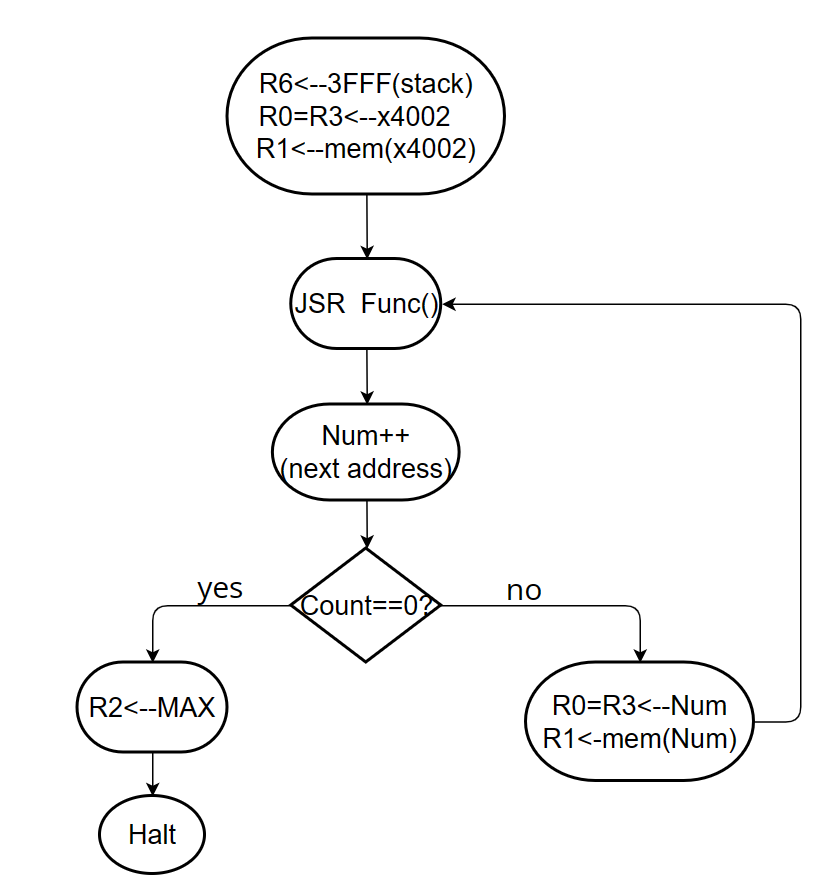 R6<--3FFF(stack)
R0=R3<--x4002
R1<--mem(x4002)
JSR  Func()
Num++
(next address)
Count==0?
yes
no
R2<--MAX
R0=R3<--Num
R1<-mem(Num)
Halt